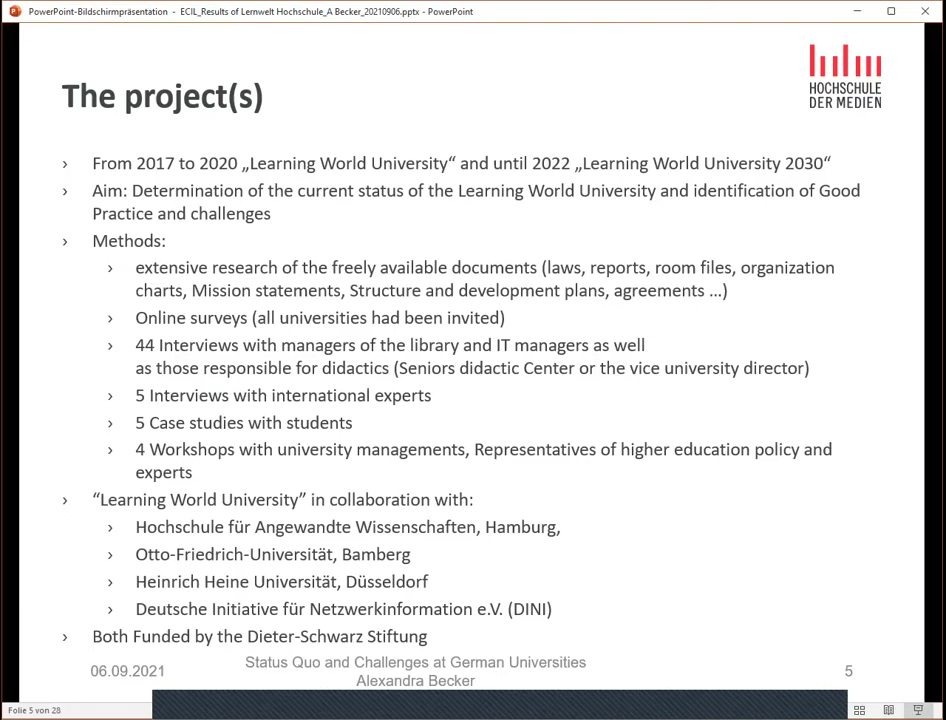 PowerPoint-Bildschirmpräsentation - ECIL_Results of Lernwelt Hochschule_A Becker_20210906.pptx - PowerPoint
HOCHSCHULE
DER MEDIEN
The project(s)
› From 2017 to 2020 „Learning World University“ and until 2022 „Learning World University 2030“
› Aim: Determination of the current status of the Learning World University and identification of Good
Practice and challenges
› Methods:
› extensive research of the freely available documents (laws, reports, room files, organization
charts, Mission statements, Structure and development plans, agreements …)
› Online surveys (all universities had been invited)
› 44 Interviews with managers of the library and IT managers as well
as those responsible for didactics (Seniors didactic Center or the vice university director)
› 5 Interviews with international experts
› 5 Case studies with students
› 4 Workshops with university managements, Representatives of higher education policy and
experts
› “Learning World University” in collaboration with:
› Hochschule für Angewandte Wissenschaften, Hamburg,
› Otto-Friedrich-Universität, Bamberg
› Heinrich Heine Universität, Düsseldorf
› Deutsche Initiative für Netzwerkinformation e.V. (DINI)
› Both Funded by the Dieter-Schwarz Stiftung
06.09.2021
Status Quo and Challenges at German Universities
Alexandra Becker
5
Folie 5 von 28